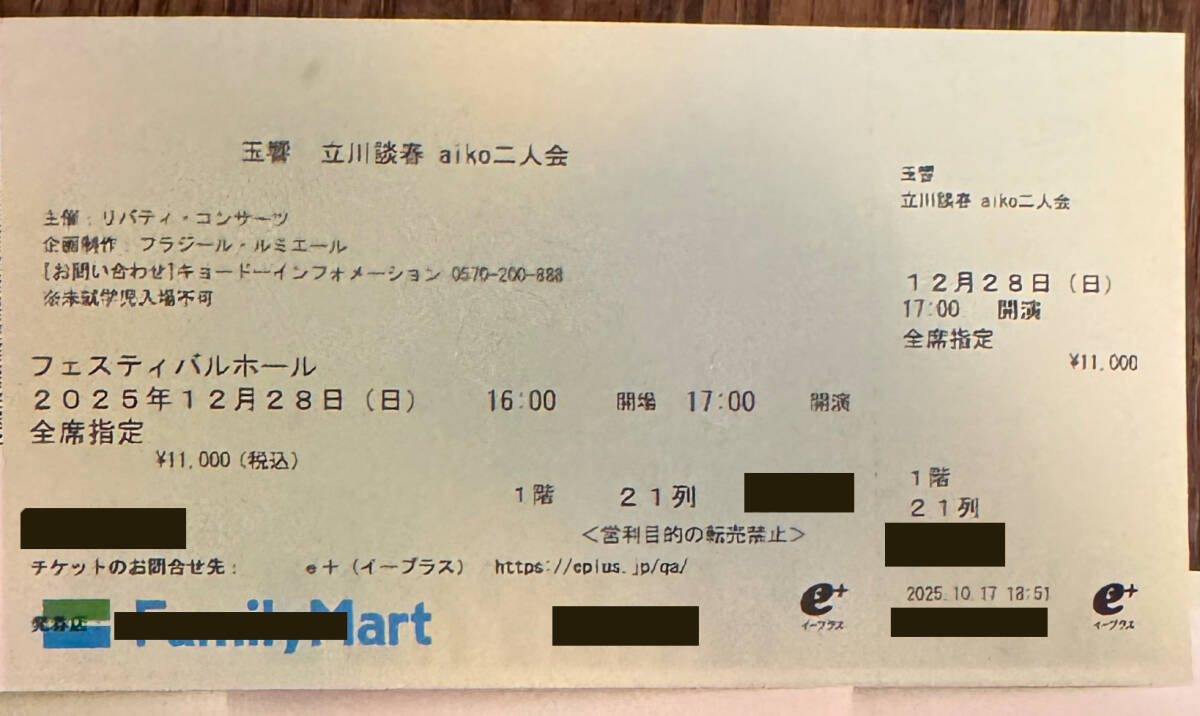 玉響 立川談春 aiko二人会
主催:リバティ・コンサーツ
企画制作:フラジール・ルミエール
[お問い合わせ]キョードーインフォメーション 0570-200-888
※未就学児入場不可
フェスティバルホール
2025年12月28日(日) 16:00 開場 17:00 開演
全席指定
¥11,000(税込)
1階 21列
<営利目的の転売禁止>
チケットのお問合せ先: e+(イープラス) https://eplus.jp/qa/
発券店
FamilyMart
e+
イープラス
玉響
立川談春 aiko二人会
12月28日(日)
17:00 開演
全席指定
¥11,000
1階
21列
2025.10.17 18:51
e+
イープラス